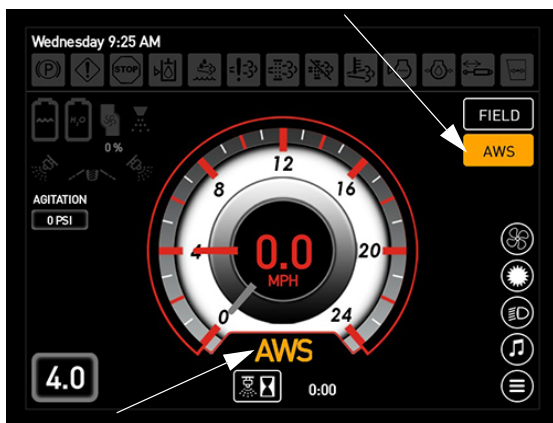 Wednesday 9:25 AM
(P)
STOP
H₂O
0 %
FIELD
AWS
AGITATION
0 PSI
0
4
8
12
16
20
24
0.0
MPH
AWS
4.0
0:00